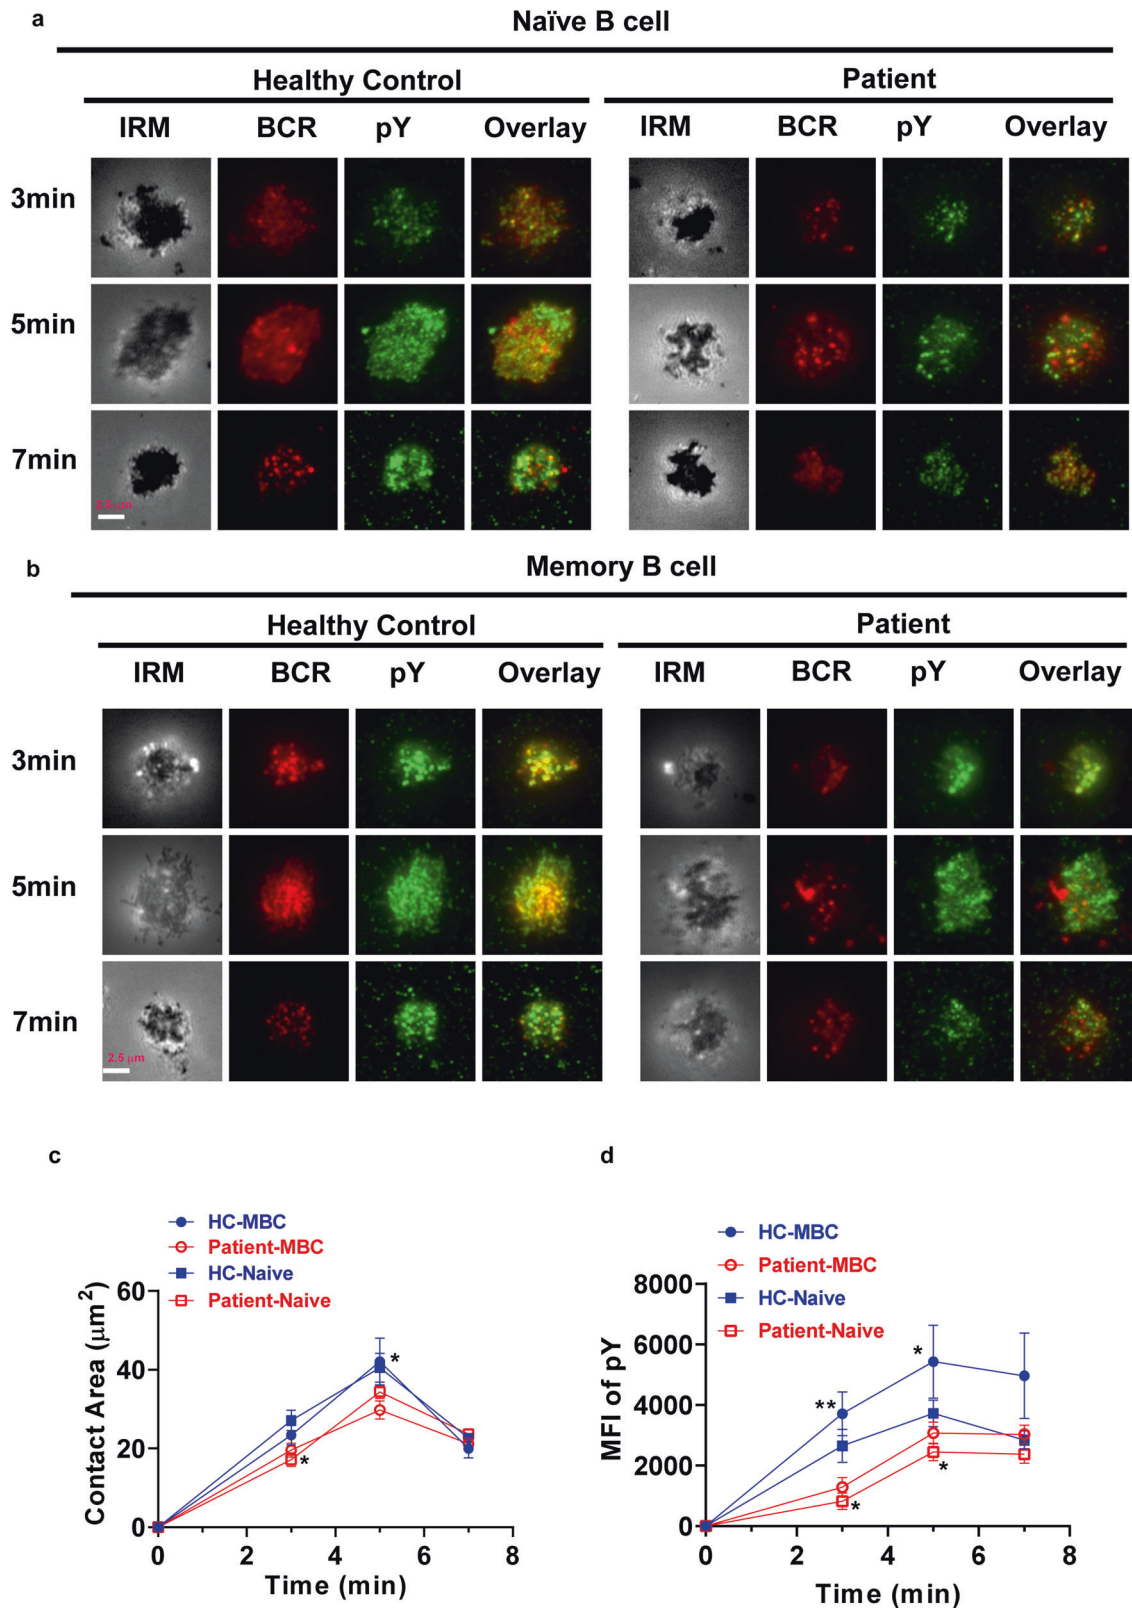 a
Naïve B cell
Healthy Control Patient
IRM BCR pY Overlay IRM BCR pY Overlay
3min
5min
7min
2.5 μm
b
Memory B cell
Healthy Control Patient
IRM BCR pY Overlay IRM BCR pY Overlay
3min
5min
7min
2.5 μm
c
HC-MBC
Patient-MBC
HC-Naive
Patient-Naive
Contact Area (μm²)
60
40
20
0
*
*
0 2 4 6 8
Time (min)
d
HC-MBC
Patient-MBC
HC-Naive
Patient-Naive
MFI of pY
8000
6000
4000
2000
0
*
**
*
*
0 2 4 6 8
Time (min)